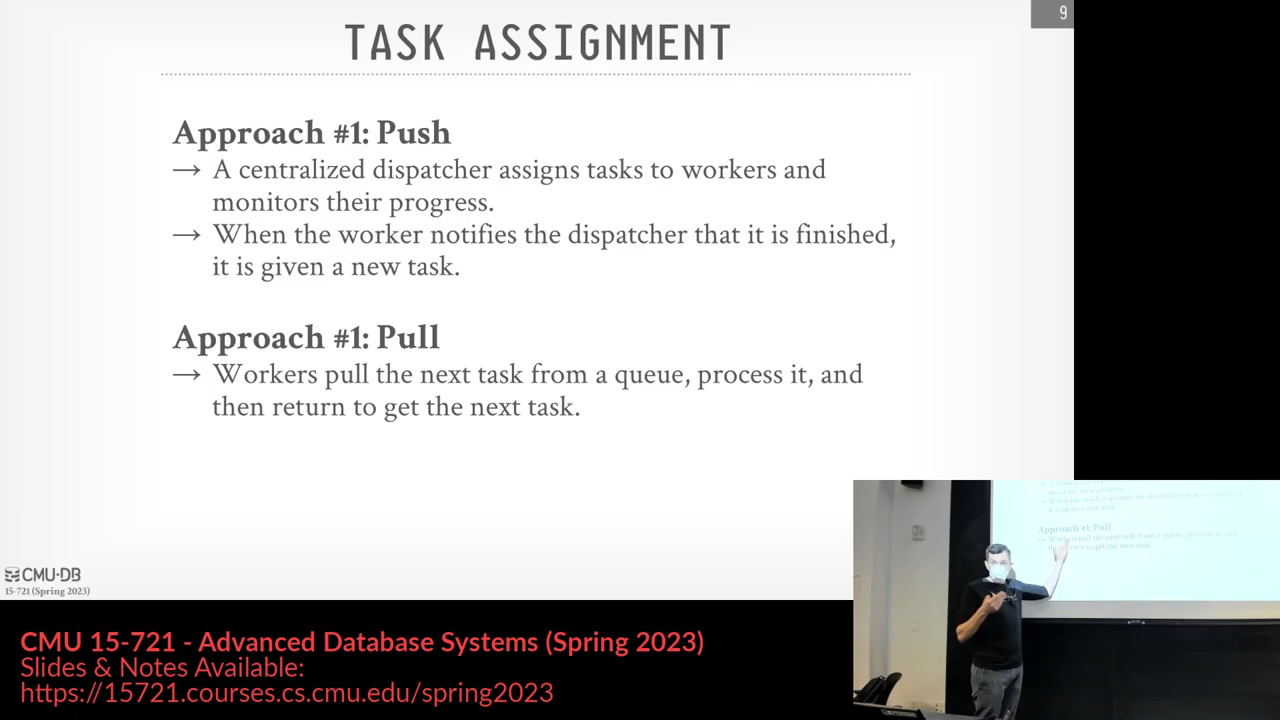 9
TASK ASSIGNMENT
Approach #1: Push
→ A centralized dispatcher assigns tasks to workers and
monitors their progress.
→ When the worker notifies the dispatcher that it is finished,
it is given a new task.
Approach #1: Pull
→ Workers pull the next task from a queue, process it, and
then return to get the next task.
CMU·DB
15-721 (Spring 2023)
CMU 15-721 - Advanced Database Systems (Spring 2023)
Slides & Notes Available:
https://15721.courses.cs.cmu.edu/spring2023
Approach #1: Pull